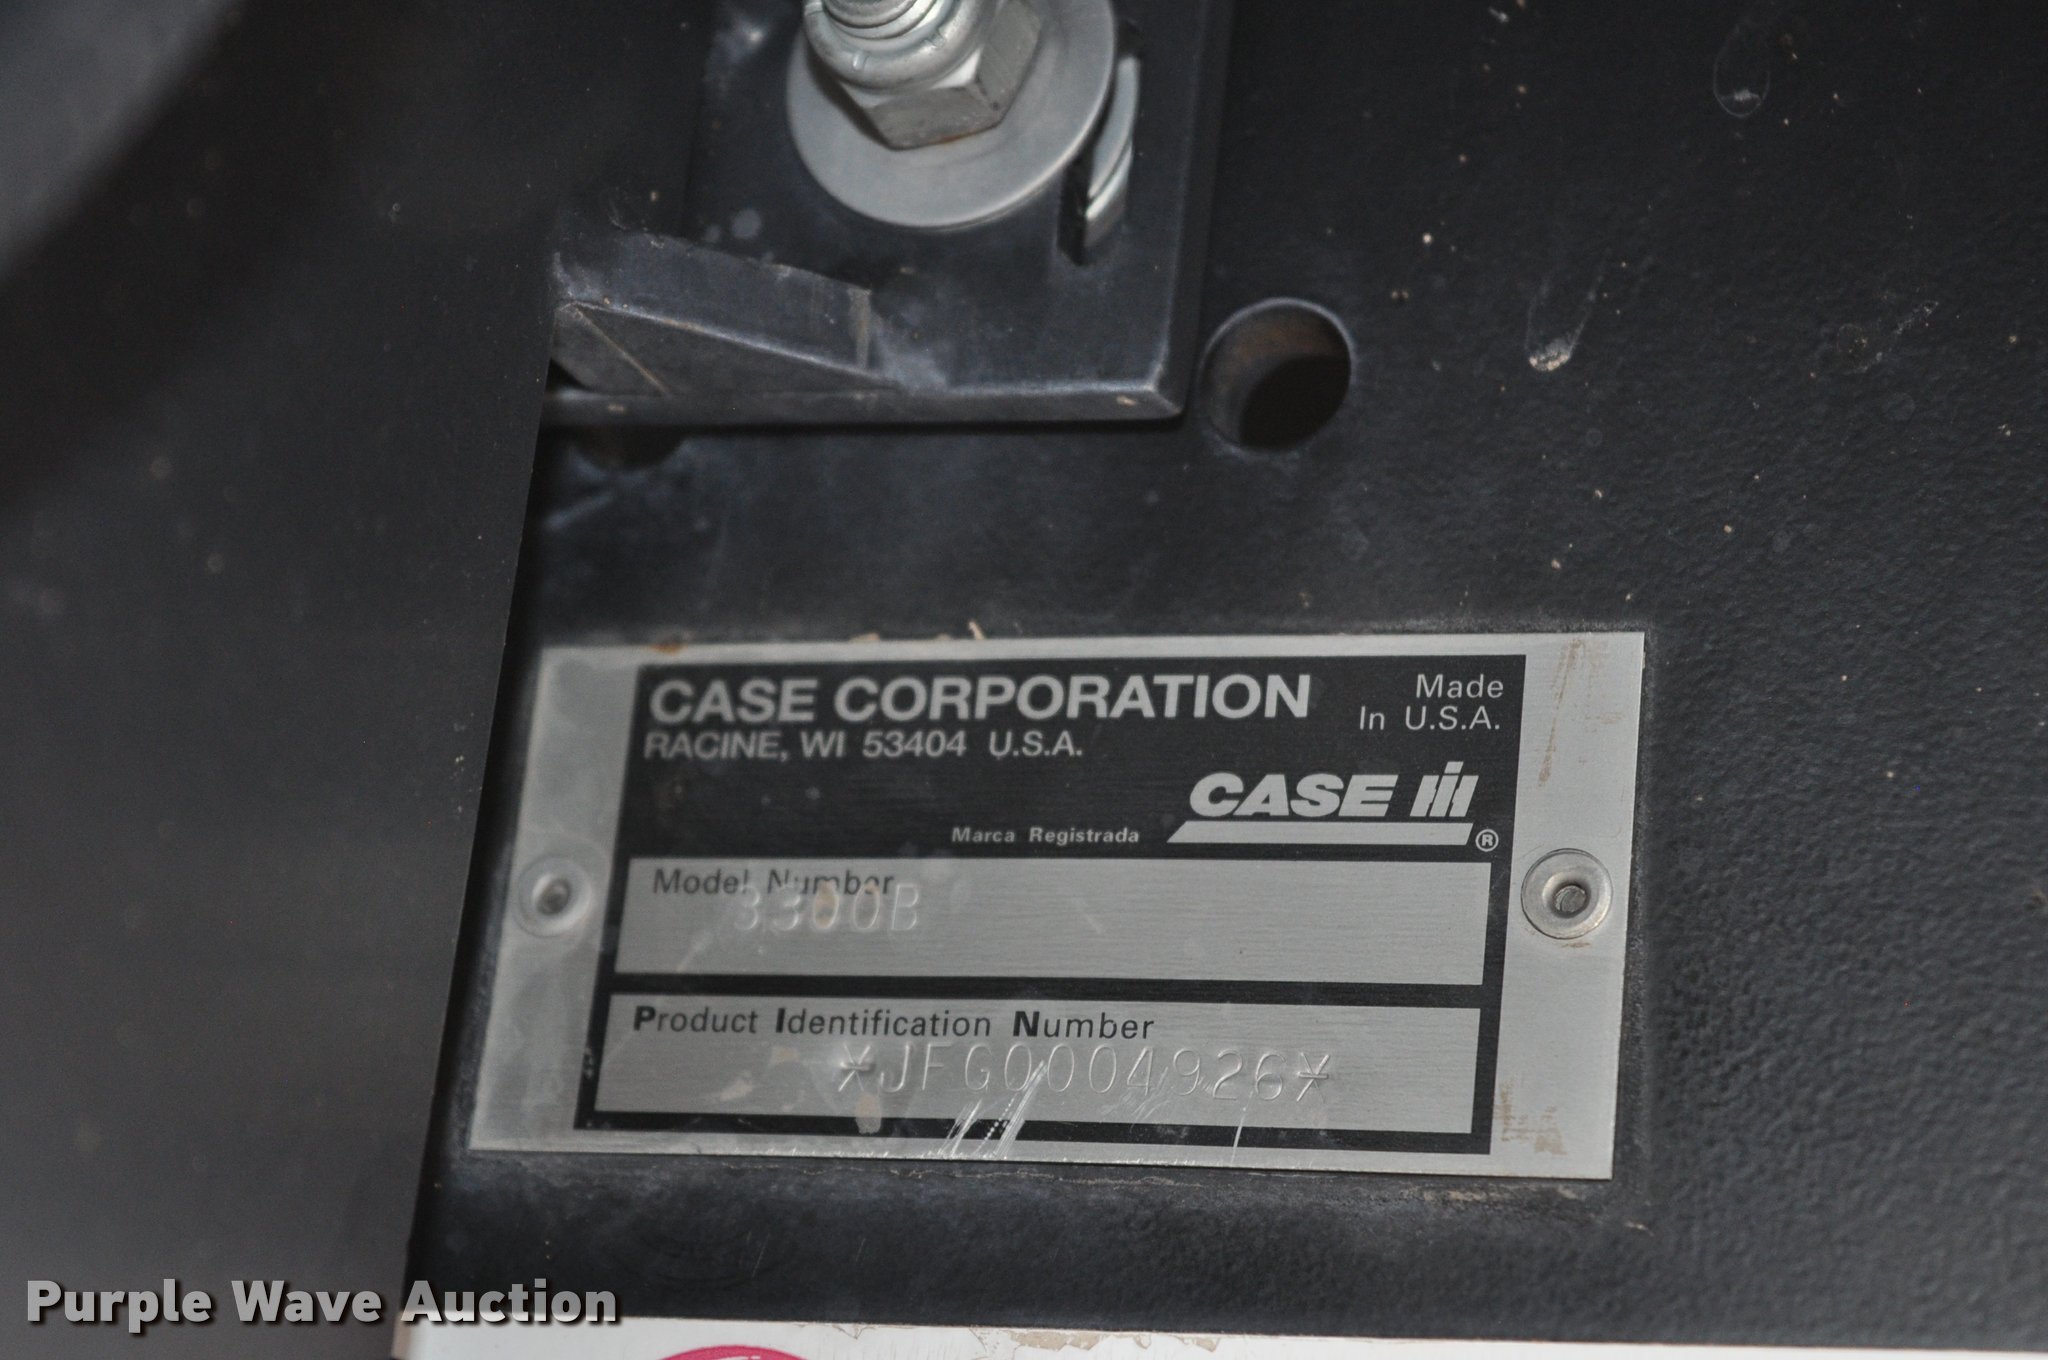 CASE CORPORATION
Made
In U.S.A.
RACINE, WI 53404 U.S.A.
CASE IH
Marca Registrada ®
Model Number
3300B
Product Identification Number
*JFG0004926*
Purple Wave Auction